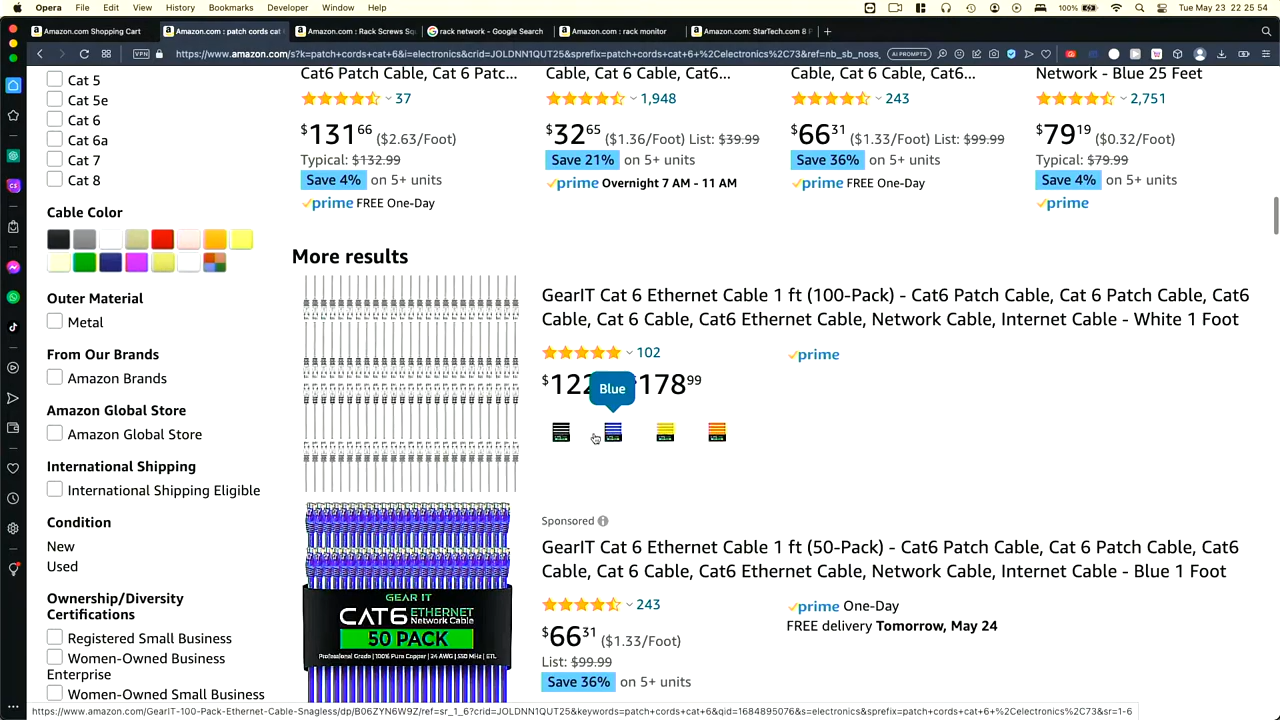 Opera File Edit View History Bookmarks Developer Window Help 100% Tue May 23 22 25 54
Amazon.com Shopping Cart
Amazon.com : patch cords cat
Amazon.com : Rack Screws Squ
rack network - Google Search
Amazon.com : rack monitor
Amazon.com: StarTech.com 8 P
VPN https://www.amazon.com/s?k=patch+cords+cat+6&i=electronics&crid=JOLDNN1QUT25&sprefix=patch+cords+cat+6+%2Celectronics%2C73&ref=nb_sb_noss_ AI PROMPTS
Cat 5
Cat 5e
Cat 6
Cat 6a
Cat 7
Cat 8
Cable Color
Outer Material
Metal
From Our Brands
Amazon Brands
Amazon Global Store
Amazon Global Store
International Shipping
International Shipping Eligible
Condition
New
Used
Ownership/Diversity
Certifications
Registered Small Business
Women-Owned Business
Enterprise
Women-Owned Small Business
Cat6 Patch Cable, Cat 6 Patc...
37
$131 66 ($2.63/Foot)
Typical: $132.99
Save 4% on 5+ units
prime FREE One-Day
Cable, Cat 6 Cable, Cat6...
1,948
$32 65 ($1.36/Foot) List: $39.99
Save 21% on 5+ units
prime Overnight 7 AM - 11 AM
Cable, Cat 6 Cable, Cat6...
243
$66 31 ($1.33/Foot) List: $99.99
Save 36% on 5+ units
prime FREE One-Day
Network - Blue 25 Feet
2,751
$79 19 ($0.32/Foot)
Typical: $79.99
Save 4% on 5+ units
prime
More results
GearIT Cat 6 Ethernet Cable 1 ft (100-Pack) - Cat6 Patch Cable, Cat 6 Patch Cable, Cat6
Cable, Cat 6 Cable, Cat6 Ethernet Cable, Network Cable, Internet Cable - White 1 Foot
102
prime
$122 178 99
Blue
Sponsored
GearIT Cat 6 Ethernet Cable 1 ft (50-Pack) - Cat6 Patch Cable, Cat 6 Patch Cable, Cat6
Cable, Cat 6 Cable, Cat6 Ethernet Cable, Network Cable, Internet Cable - Blue 1 Foot
243
$66 31 ($1.33/Foot)
List: $99.99
Save 36% on 5+ units
prime One-Day
FREE delivery Tomorrow, May 24
GEAR IT
CAT6 ETHERNET
Network Cable
50 PACK
Professional Grade | 100% Pure Copper | 24 AWG | 550 MHz | ETL
https://www.amazon.com/GearIT-100-Pack-Ethernet-Cable-Snagless/dp/B06ZYN6W9Z/ref=sr_1_6?crid=JOLDNN1QUT25&keywords=patch+cords+cat+6&qid=1684895076&s=electronics&sprefix=patch+cords+cat+6+%2Celectronics%2C73&sr=1-6